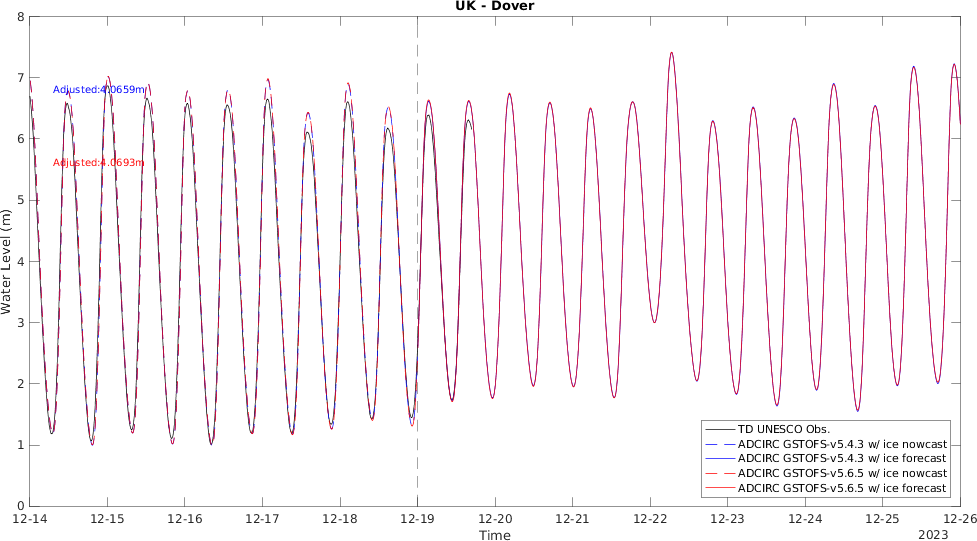 UK - Dover
8
7
6
5
4
3
2
1
0
Water Level (m)
Adjusted:4.0659m
Adjusted:4.0693m
TD UNESCO Obs.
ADCIRC GSTOFS-v5.4.3 w/ ice nowcast
ADCIRC GSTOFS-v5.4.3 w/ ice forecast
ADCIRC GSTOFS-v5.6.5 w/ ice nowcast
ADCIRC GSTOFS-v5.6.5 w/ ice forecast
12-14 12-15 12-16 12-17 12-18 12-19 12-20 12-21 12-22 12-23 12-24 12-25 12-26
Time
2023